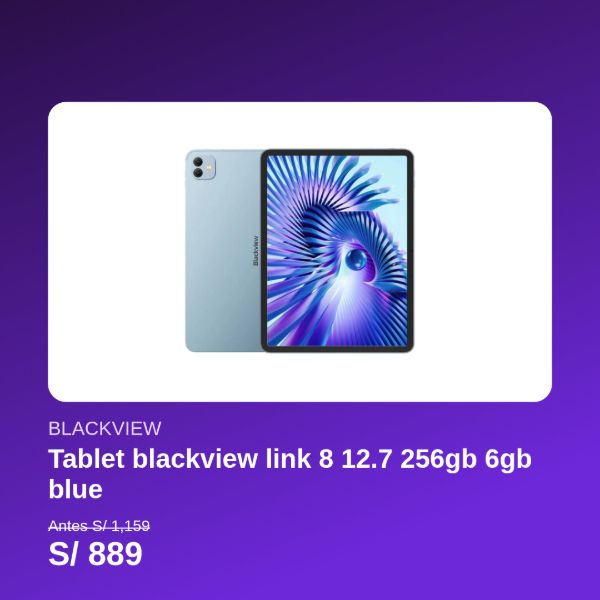 Blackview
BLACKVIEW
Tablet blackview link 8 12.7 256gb 6gb
blue
Antes S/ 1,159
S/ 889